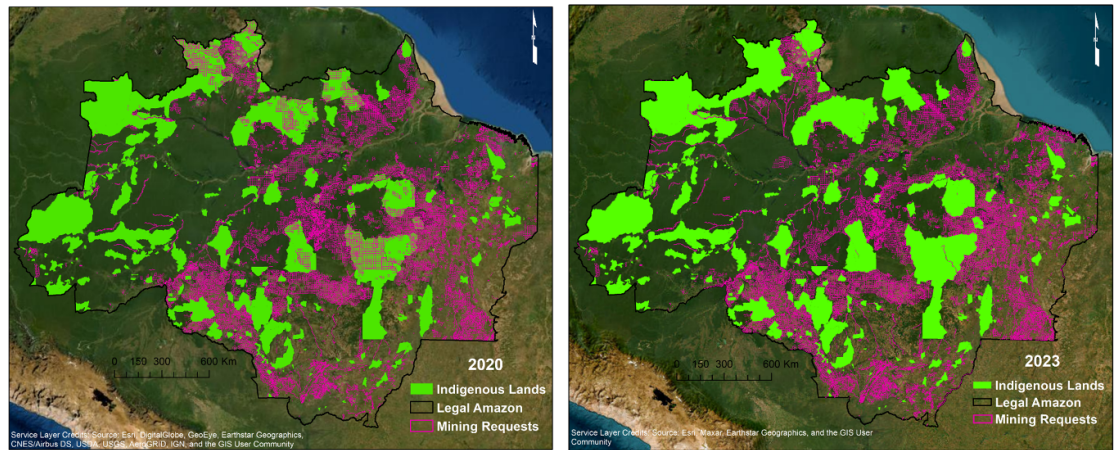 N
0 150 300 600 Km
2020
Indigenous Lands
Legal Amazon
Mining Requests
Service Layer Credits: Source: Esri, DigitalGlobe, GeoEye, Earthstar Geographics,
CNES/Airbus DS, USDA, USGS, AeroGRID, IGN, and the GIS User Community
N
0 150 300 600 Km
2023
Indigenous Lands
Legal Amazon
Mining Requests
Service Layer Credits: Source: Esri, Maxar, Earthstar Geographics, and the GIS User
Community